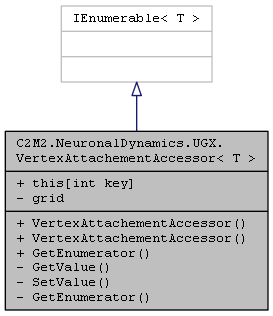 IEnumerable< T >
C2M2.NeuronalDynamics.UGX.
VertexAttachementAccessor< T >
+ this[int key]
- grid
+ VertexAttachementAccessor()
+ VertexAttachementAccessor()
+ GetEnumerator()
- GetValue()
- SetValue()
- GetEnumerator()